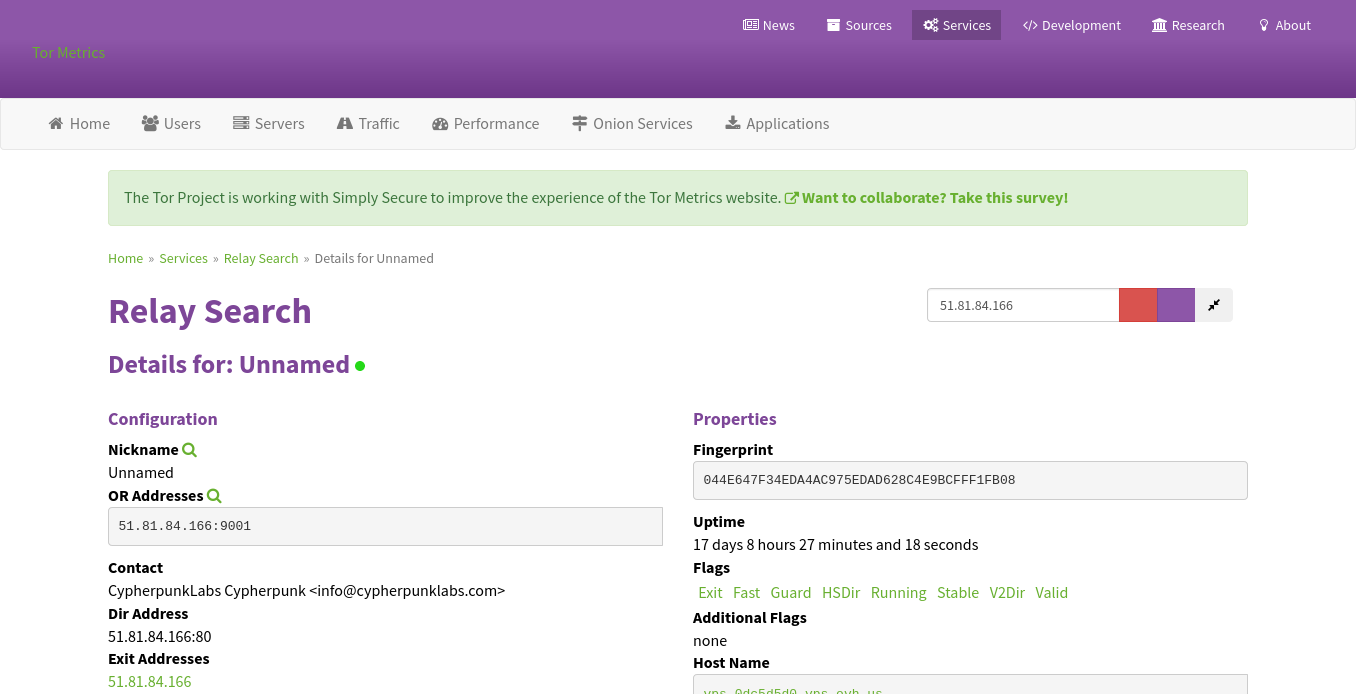 News Sources Services Development Research About
Tor Metrics
Home Users Servers Traffic Performance Onion Services Applications
The Tor Project is working with Simply Secure to improve the experience of the Tor Metrics website. Want to collaborate? Take this survey!
Home » Services » Relay Search » Details for Unnamed
Relay Search
51.81.84.166
Details for: Unnamed
Configuration
Nickname
Unnamed
OR Addresses
51.81.84.166:9001
Contact
CypherpunkLabs Cypherpunk <info@cypherpunklabs.com>
Dir Address
51.81.84.166:80
Exit Addresses
51.81.84.166
Properties
Fingerprint
044E647F34EDA4AC975EDAD628C4E9BCFFF1FB08
Uptime
17 days 8 hours 27 minutes and 18 seconds
Flags
Exit Fast Guard HSDir Running Stable V2Dir Valid
Additional Flags
none
Host Name